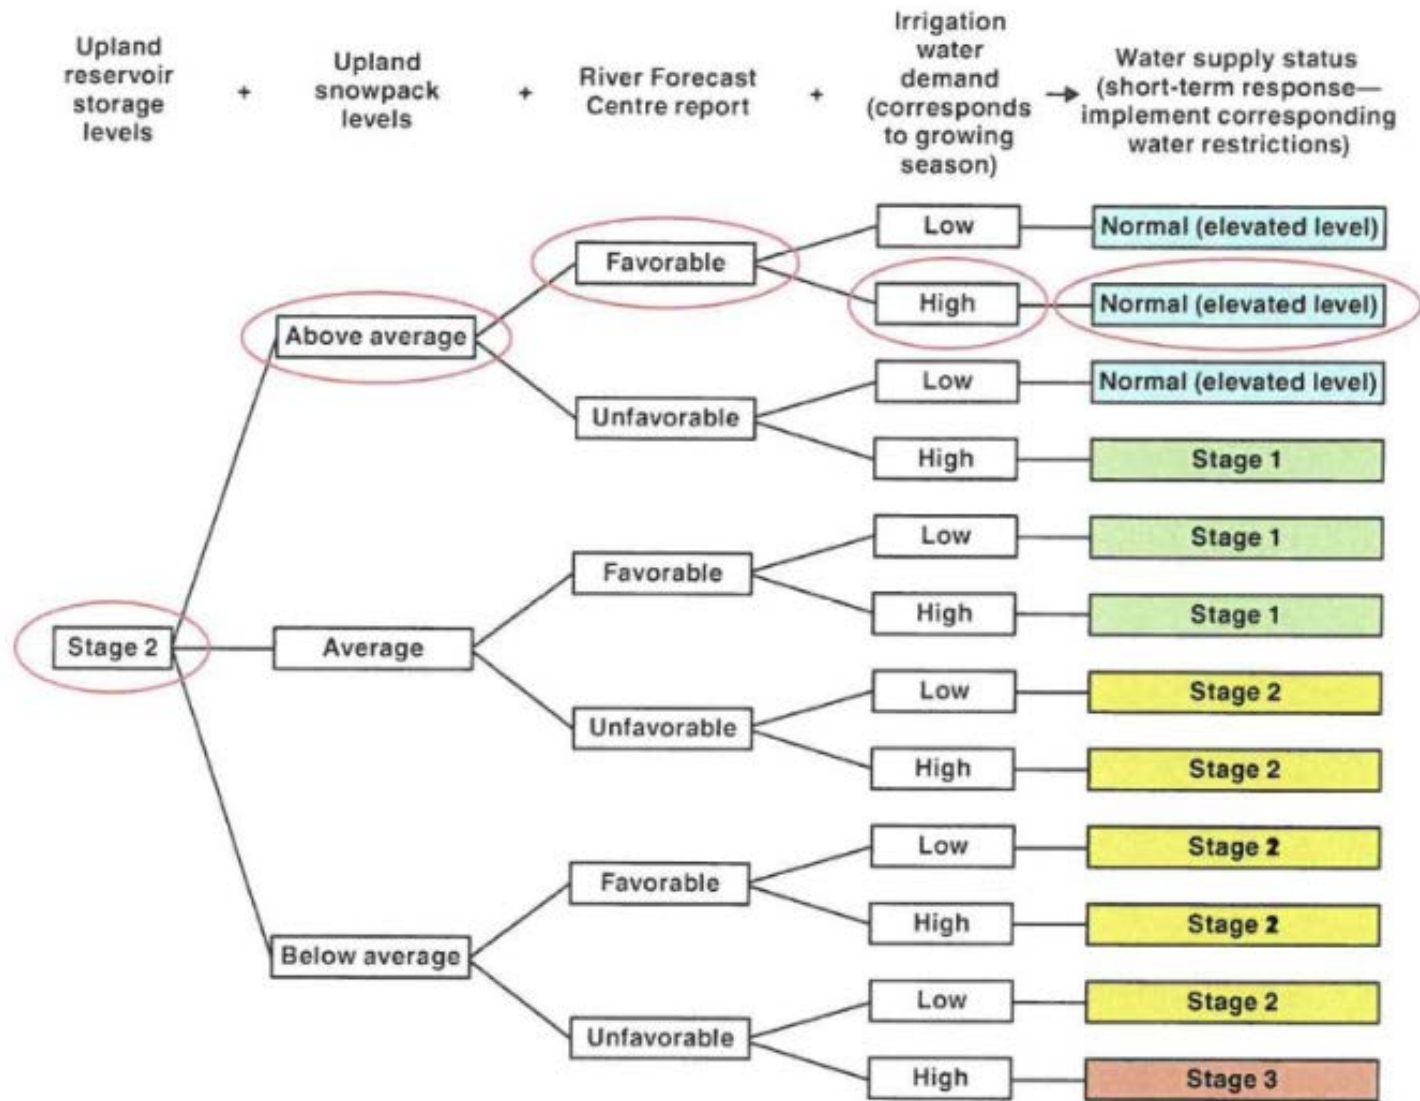 Upland
reservoir
storage
levels
+
Upland
snowpack
levels
+
River Forecast
Centre report
+
Irrigation
water
demand
(corresponds
to growing
season)
Water supply status
(short-term response—
implement corresponding
water restrictions)
Low
Normal (elevated level)
Favorable
High
Normal (elevated level)
Above average
Low
Normal (elevated level)
Unfavorable
High
Stage 1
Low
Stage 1
Favorable
High
Stage 1
Stage 2
Average
Low
Stage 2
Unfavorable
High
Stage 2
Low
Stage 2
Favorable
High
Stage 2
Below average
Low
Stage 2
Unfavorable
High
Stage 3